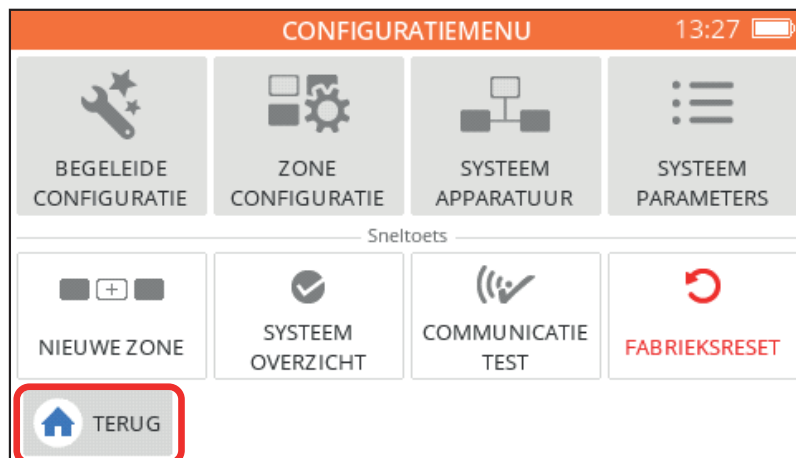 CONFIGURATIEMENU
13:27
BEGELEIDE
CONFIGURATIE
ZONE
CONFIGURATIE
SYSTEEM
APPARATUUR
SYSTEEM
PARAMETERS
Sneltoets
NIEUWE ZONE
SYSTEEM
OVERZICHT
COMMUNICATIE
TEST
FABRIEKSRESET
TERUG